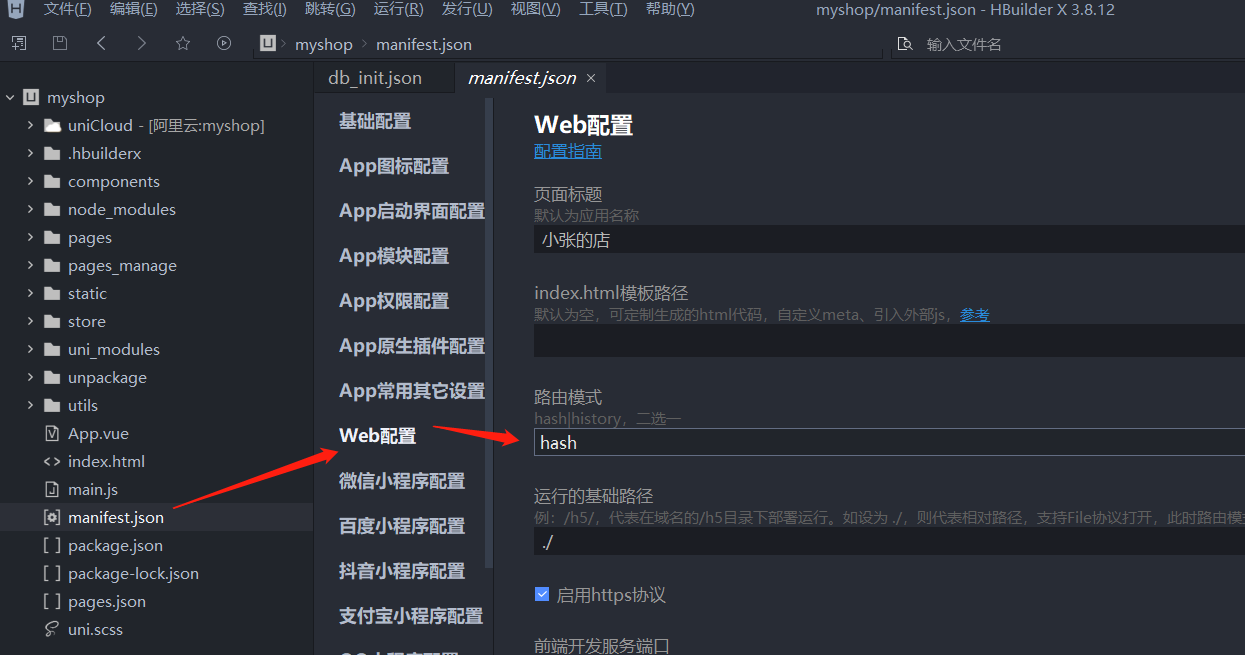 文件(F) 编辑(E) 选择(S) 查找(I) 跳转(G) 运行(R) 发行(U) 视图(V) 工具(T) 帮助(Y) myshop/manifest.json - HBuilder X 3.8.12
myshop manifest.json 输入文件名
myshop
uniCloud - [阿里云:myshop]
.hbuilderx
components
node_modules
pages
pages_manage
static
store
uni_modules
unpackage
utils
App.vue
index.html
main.js
manifest.json
package.json
package-lock.json
pages.json
uni.scss
db_init.json manifest.json
基础配置
App图标配置
App启动界面配置
App模块配置
App权限配置
App原生插件配置
App常用其它设置
Web配置
微信小程序配置
百度小程序配置
抖音小程序配置
支付宝小程序配置
Web配置
配置指南
页面标题
默认为应用名称
小张的店
index.html模板路径
默认为空，可定制生成的html代码，自定义meta、引入外部js，参考
路由模式
hash|history，二选一
hash
运行的基础路径
例：/h5/，代表在域名的/h5目录下部署运行。如设为 ./，则代表相对路径，支持File协议打开，此时路由模
./
启用https协议
前端开发服务端口